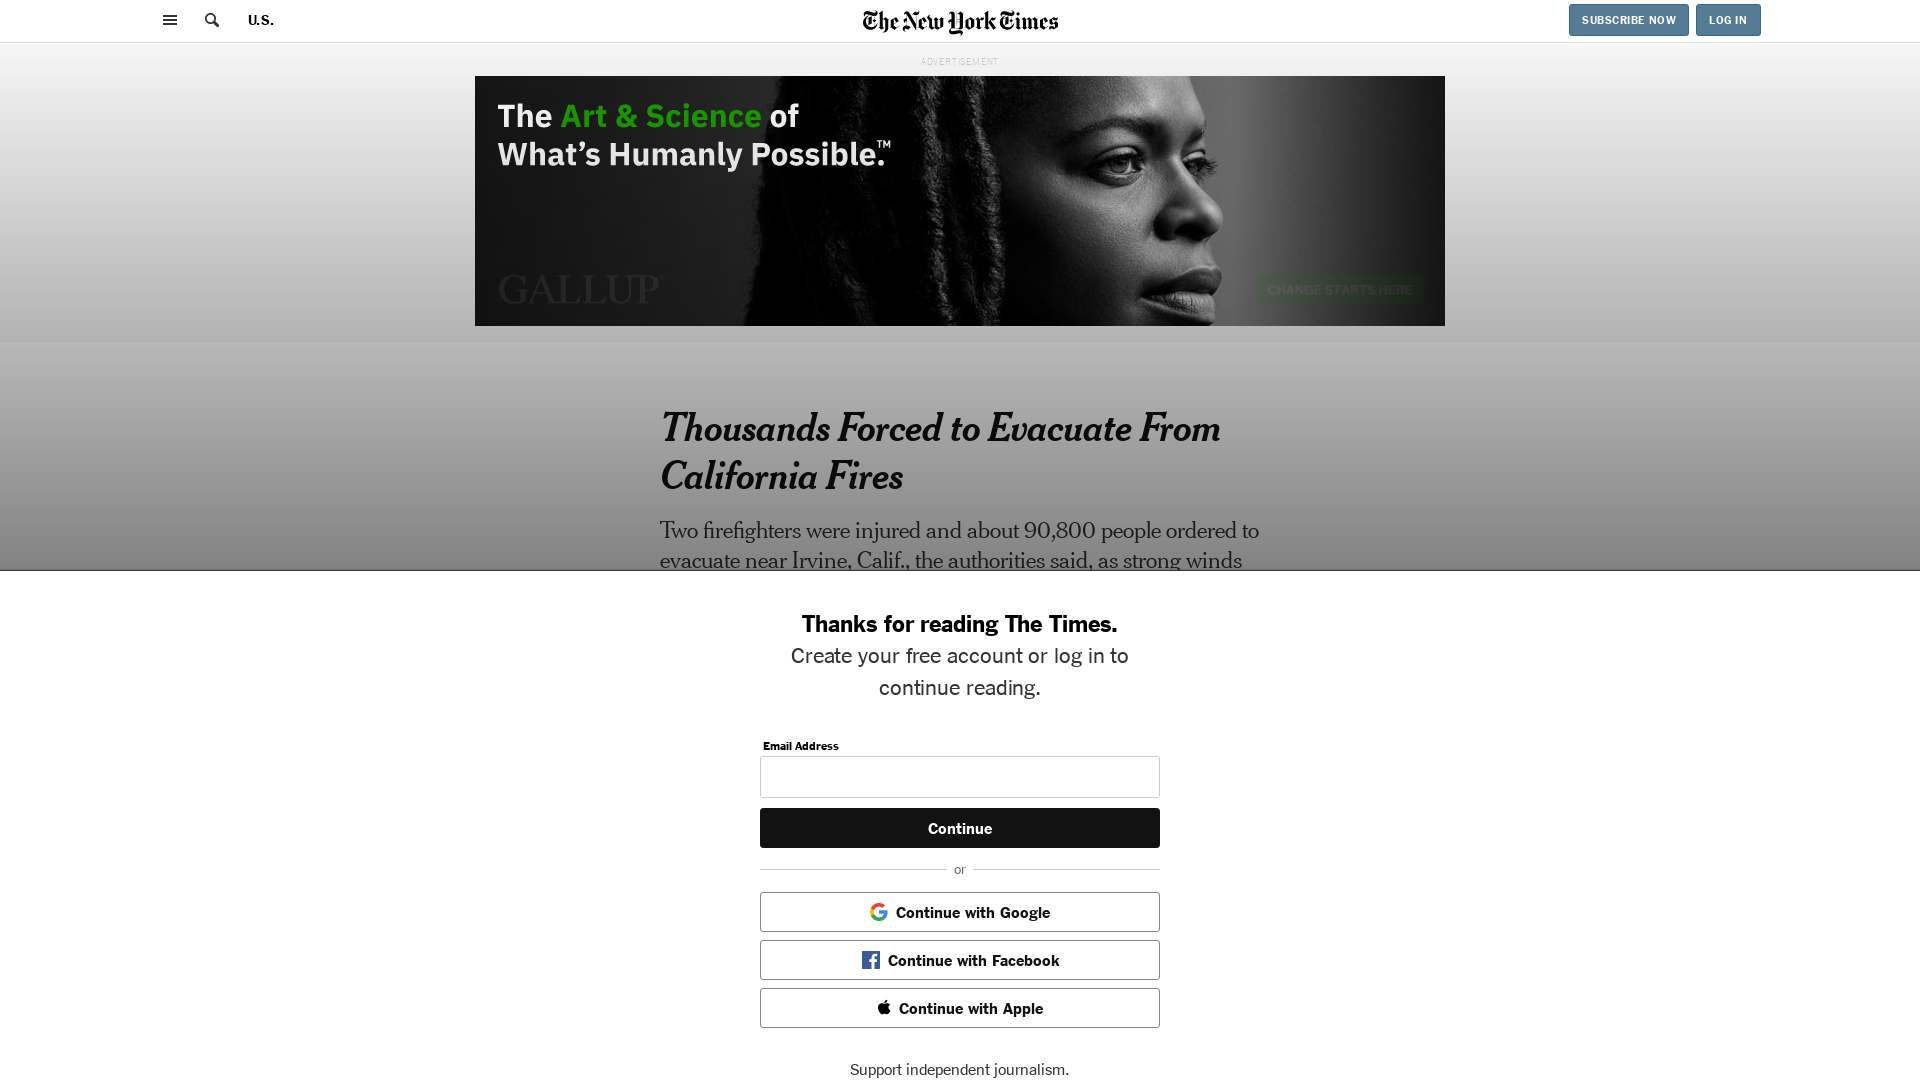 U.S.
The New York Times
SUBSCRIBE NOW
LOG IN
ADVERTISEMENT
The Art & Science of
What's Humanly Possible.™
GALLUP
CHANGE STARTS HERE
Thousands Forced to Evacuate From
California Fires
Two firefighters were injured and about 90,800 people ordered to
evacuate near Irvine, Calif., the authorities said, as strong winds
Thanks for reading The Times.
Create your free account or log in to
continue reading.
Email Address
Continue
or
Continue with Google
Continue with Facebook
Continue with Apple
Support independent journalism.